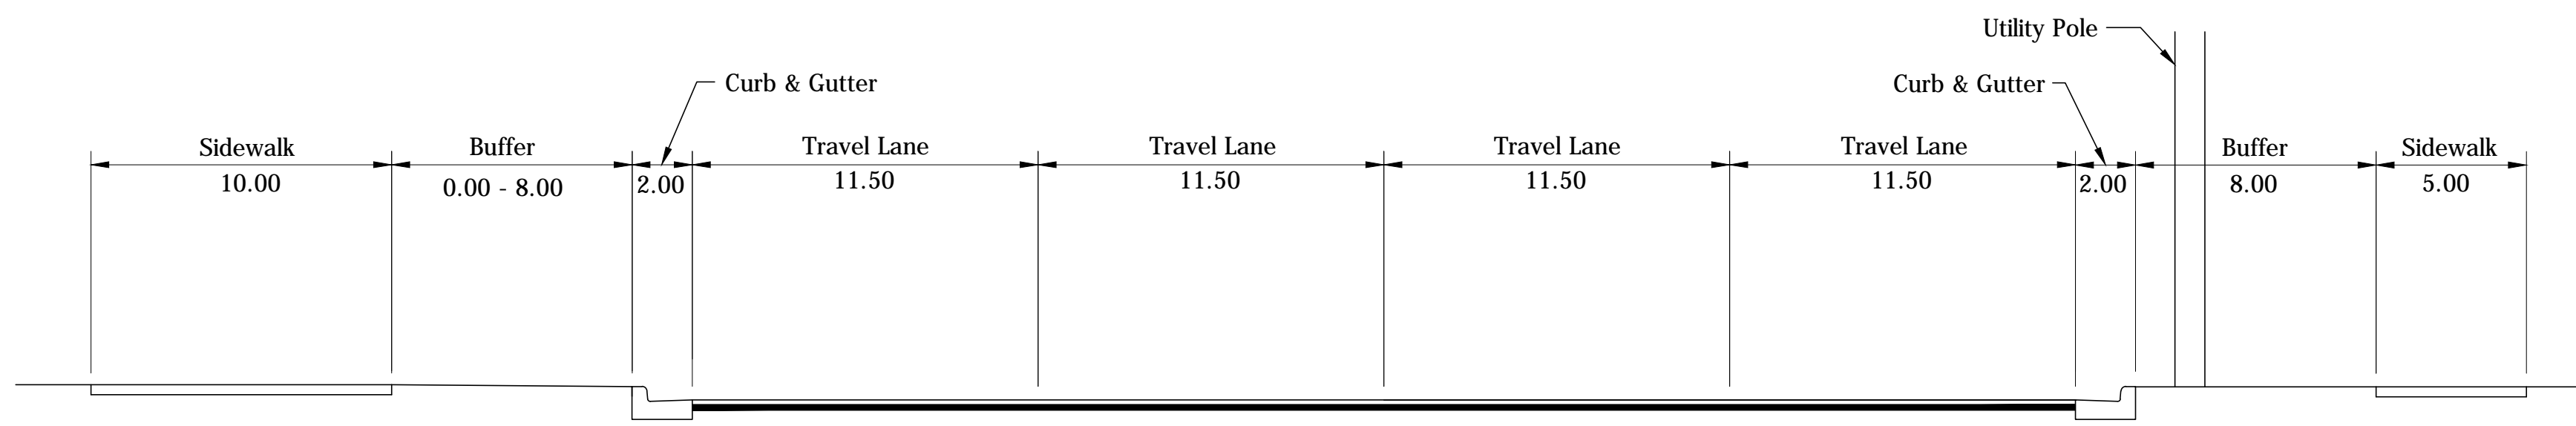 Utility Pole
Curb & Gutter
Curb & Gutter
Sidewalk
Buffer
Travel Lane
Travel Lane
Travel Lane
Travel Lane
Buffer
Sidewalk
10.00
0.00 - 8.00
2.00
11.50
11.50
11.50
11.50
2.00
8.00
5.00